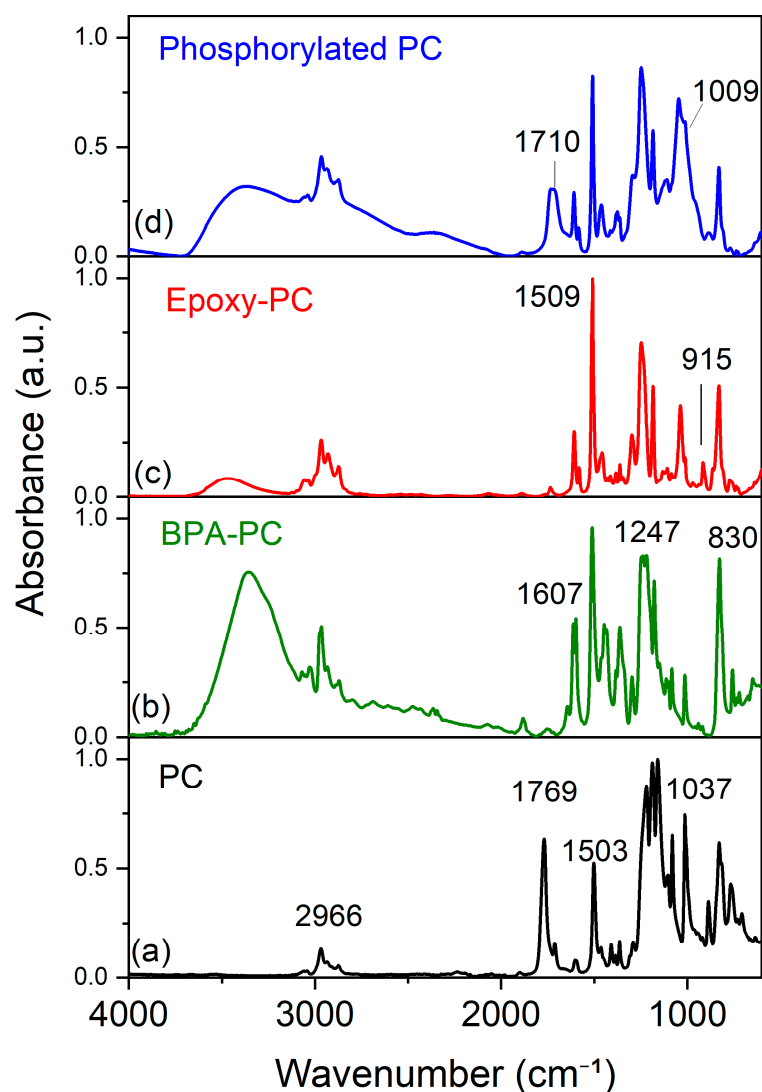 1.0
Phosphorylated PC
1009
1710
0.5
(d)
0.0
1.0
Epoxy-PC
1509
915
0.5
(c)
0.0
1.0
BPA-PC
1247
830
1607
0.5
(b)
0.0
1.0
PC
1769
1037
1503
0.5
2966
(a)
0.0
4000
3000
2000
1000
Absorbance (a.u.)
Wavenumber (cm⁻¹)